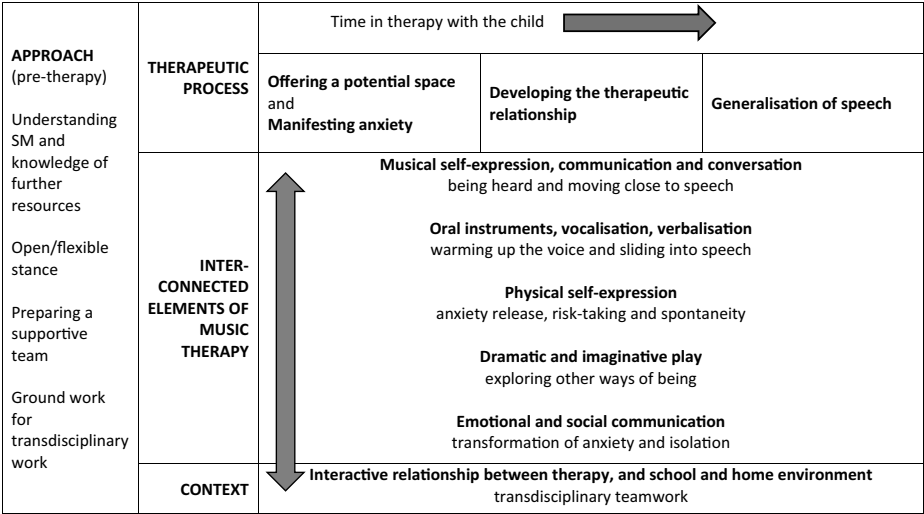 APPROACH
(pre-therapy)
Understanding
SM and
knowledge of
further
resources
Open/flexible
stance
Preparing a
supportive
team
Ground work
for
transdisciplinary
work
THERAPEUTIC
PROCESS
Time in therapy with the child
Offering a potential space
and
Manifesting anxiety
Developing the therapeutic
relationship
Generalisation of speech
INTER-
CONNECTED
ELEMENTS OF
MUSIC
THERAPY
Musical self-expression, communication and conversation
being heard and moving close to speech
Oral instruments, vocalisation, verbalisation
warming up the voice and sliding into speech
Physical self-expression
anxiety release, risk-taking and spontaneity
Dramatic and imaginative play
exploring other ways of being
Emotional and social communication
transformation of anxiety and isolation
CONTEXT
Interactive relationship between therapy, and school and home environment
transdisciplinary teamwork